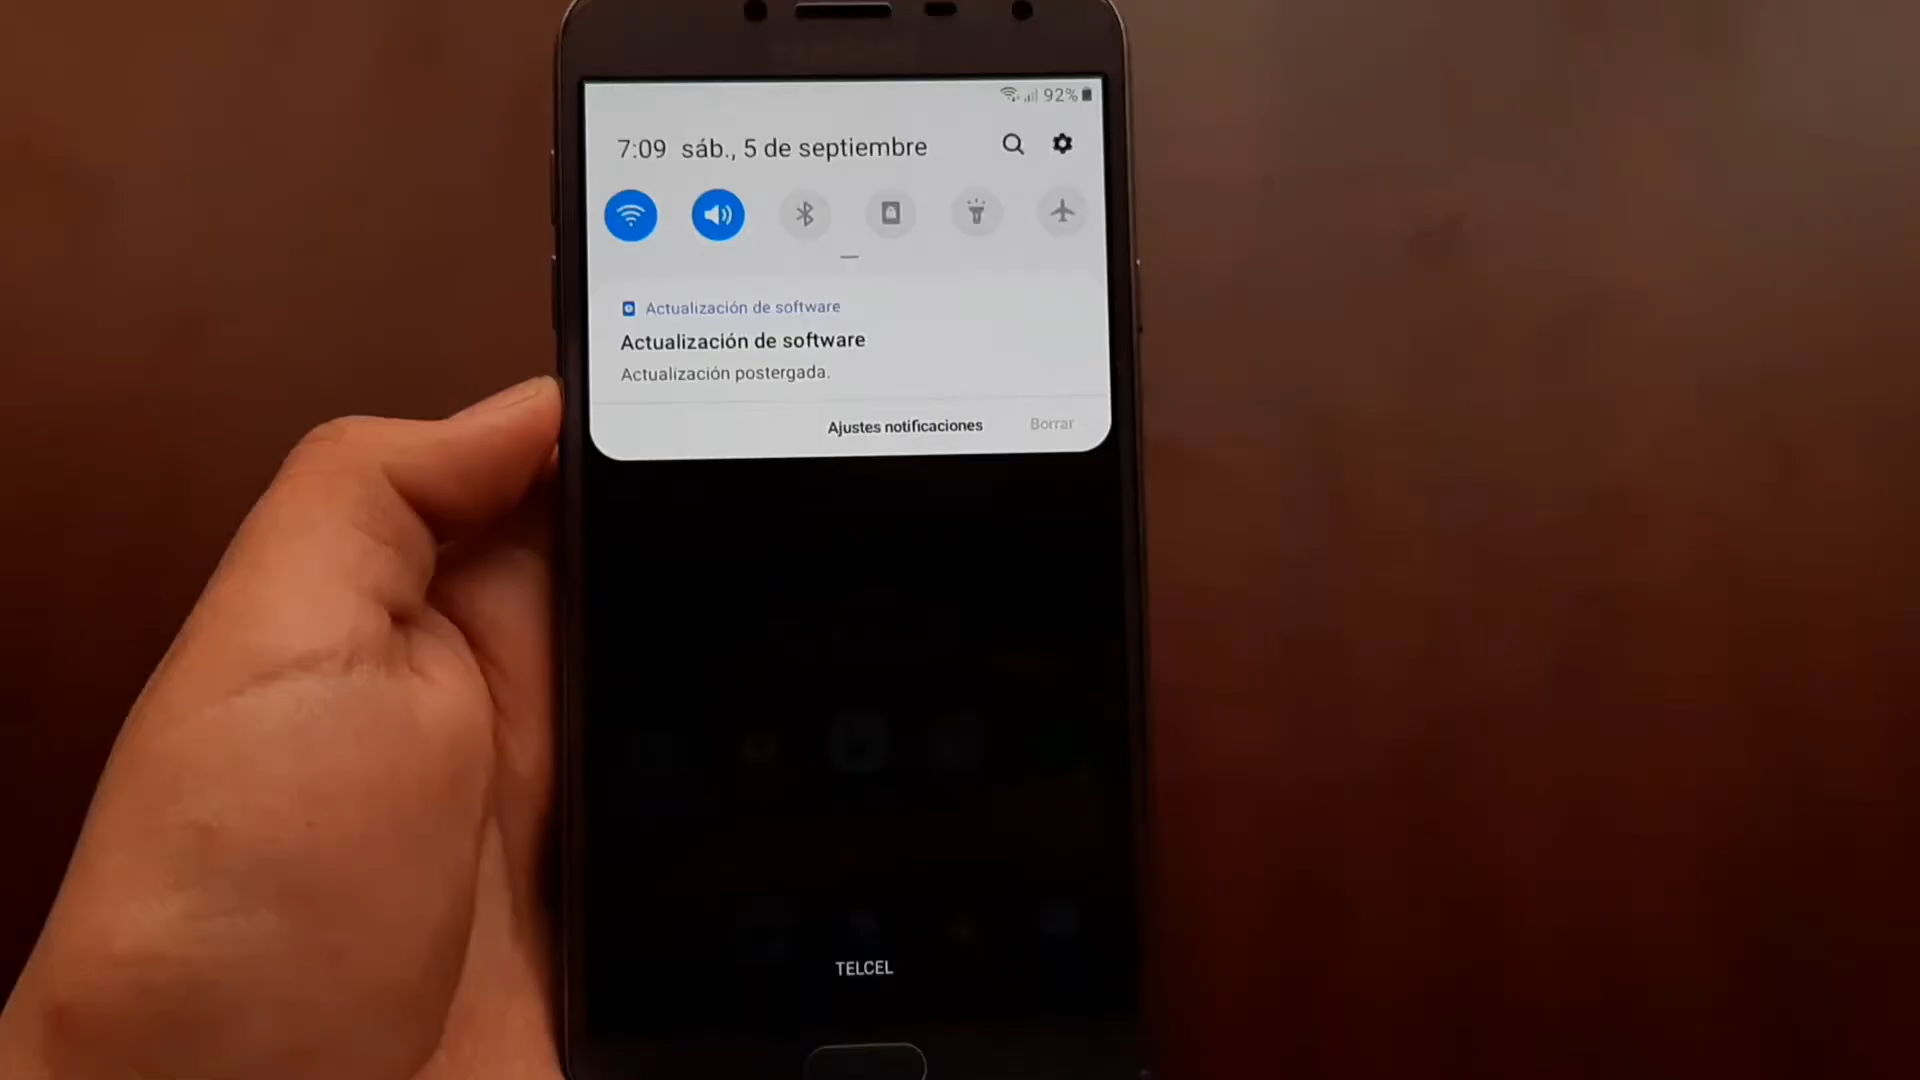 92%
7:09 sáb., 5 de septiembre
Actualización de software
Actualización de software
Actualización postergada.
Ajustes notificaciones Borrar
TELCEL